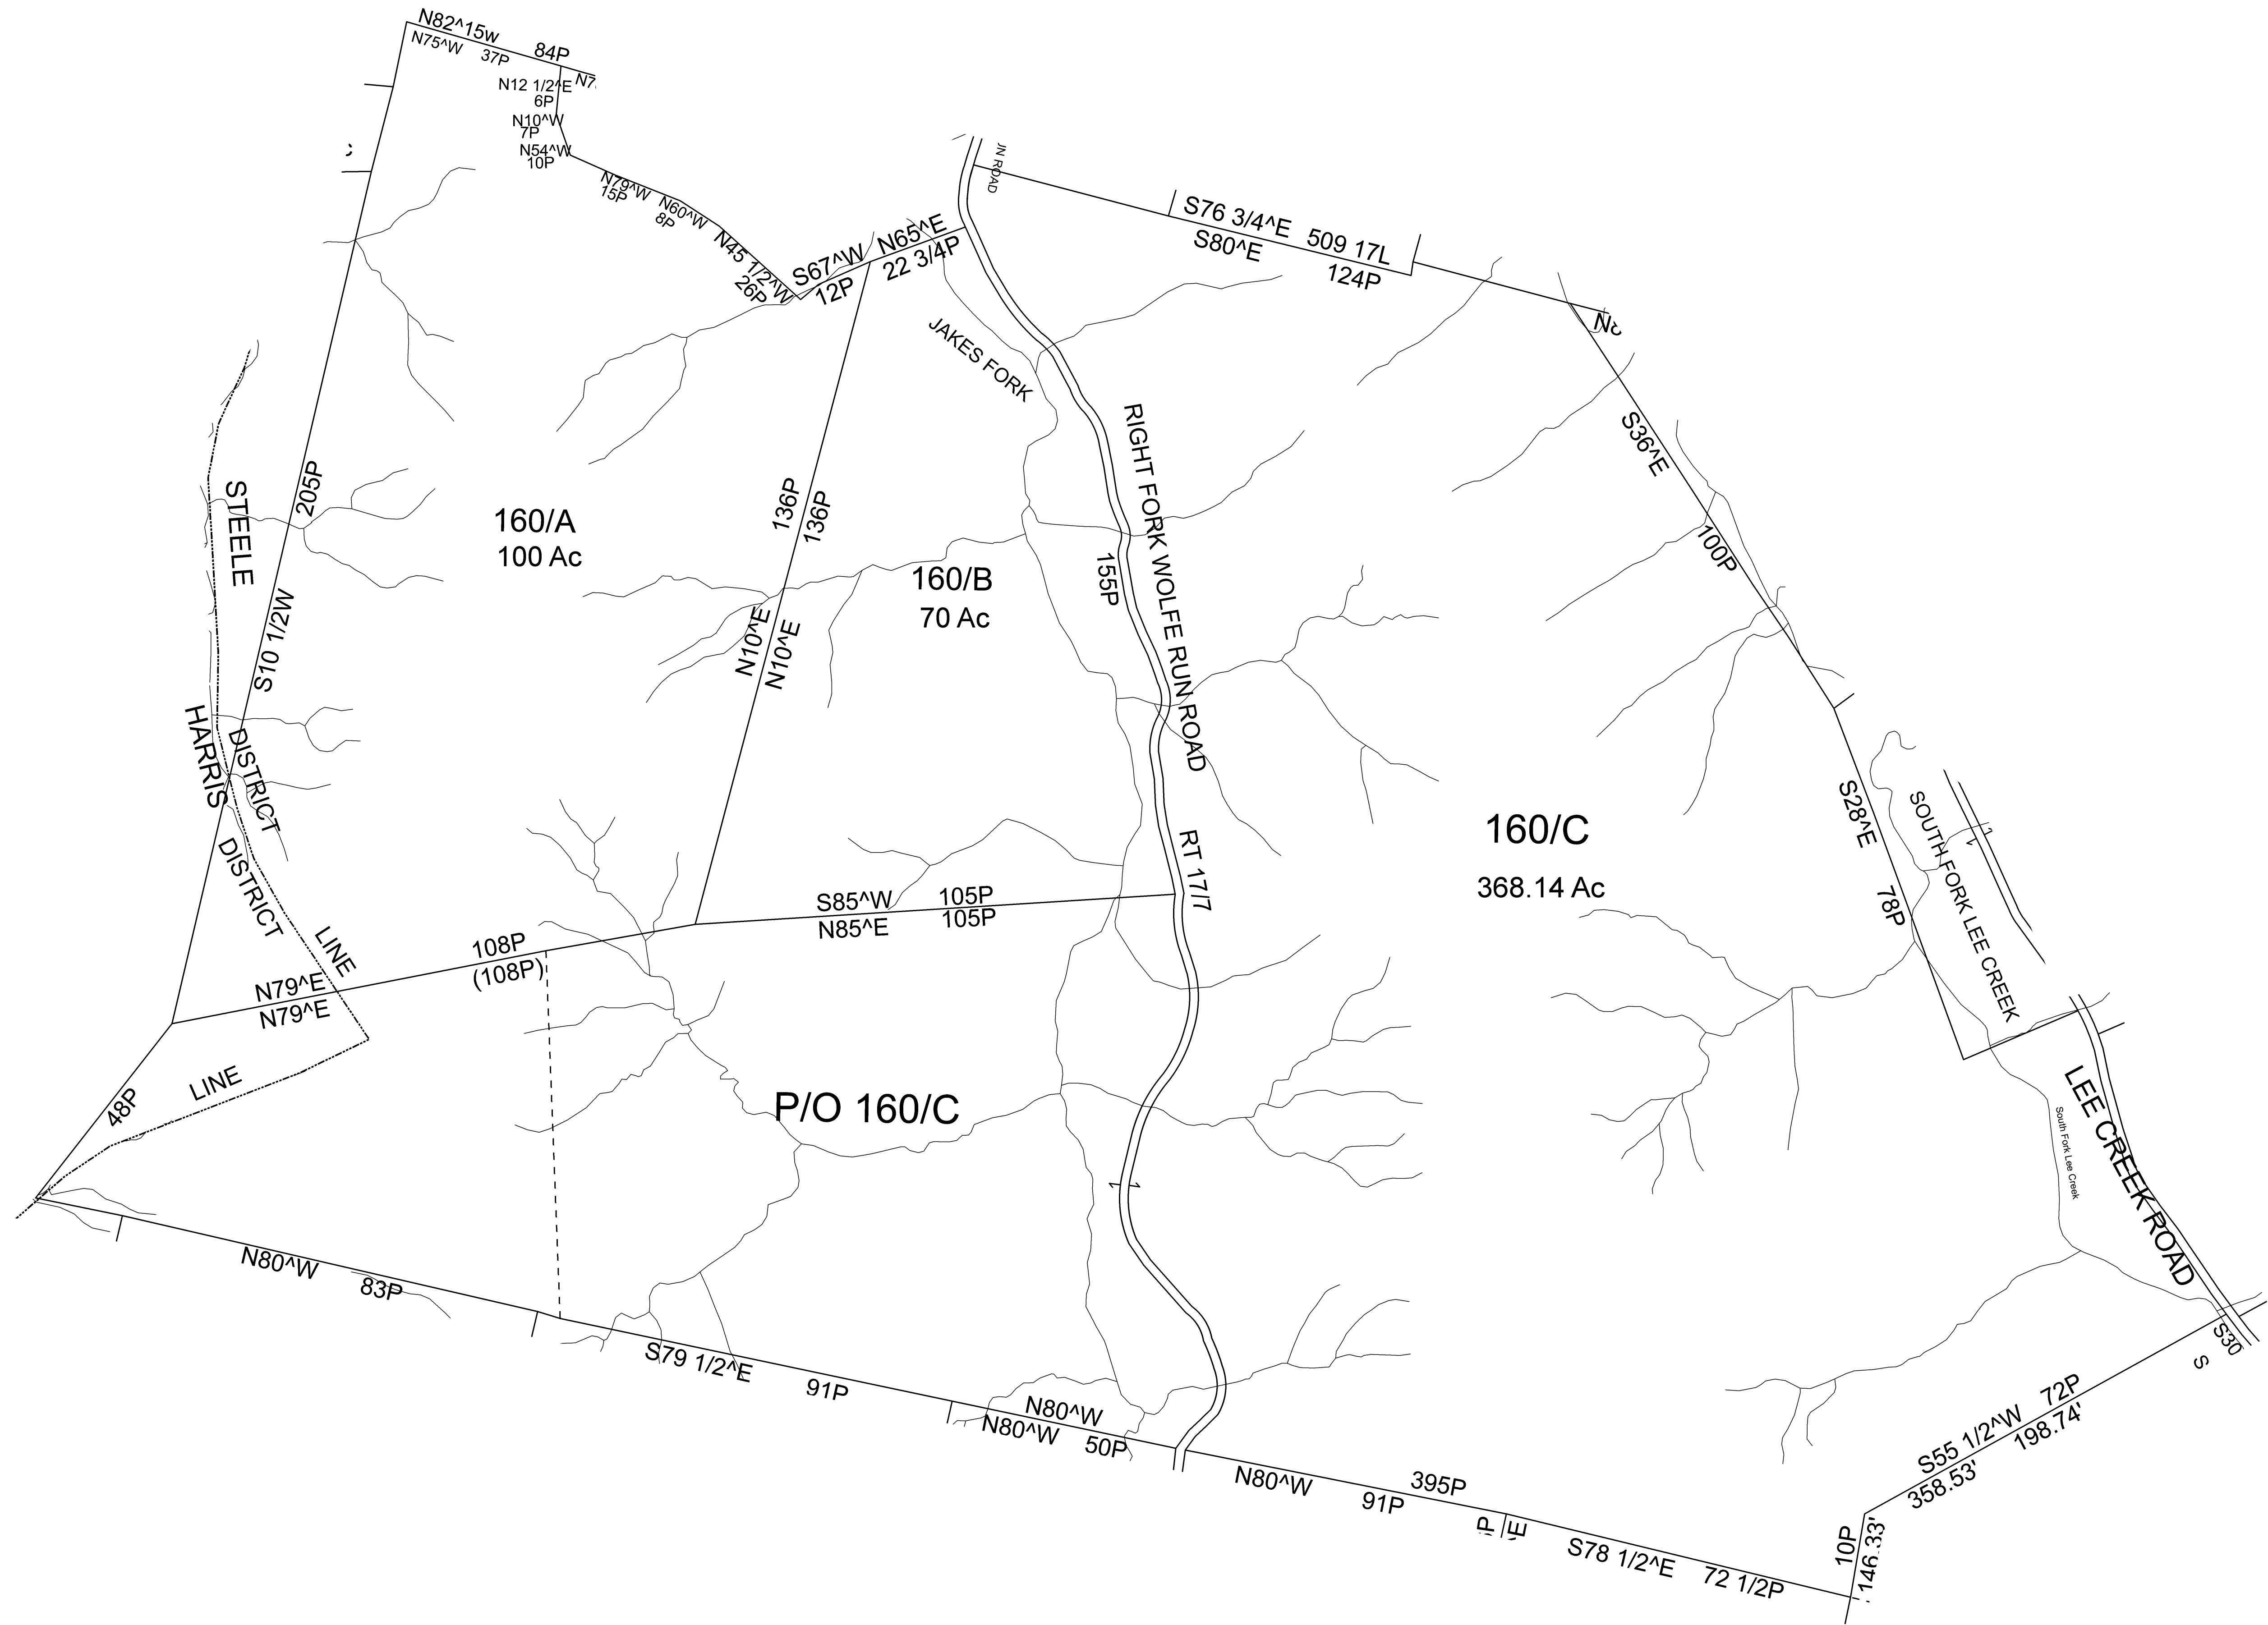 N82^15w 84P
N75^W 37P
N12 1/2^E
6P
N10^W
7P
N54^W
10P
N79^W
15P
N60^W
8P
N45 1/2^W
26P
S67^W
12P
N65^E
22 3/4P
JAKES FORK
S76 3/4^E 509 17L
S80^E 124P
S36^E 100P
S28^E 78P
STEELE
DISTRICT
LINE
HARRIS
DISTRICT
LINE
205P
S10 1/2W
160/A
100 Ac
136P
136P
N10^E
N10^E
160/B
70 Ac
155P
RIGHT FORK WOLFE RUN ROAD
RT 17/7
160/C
368.14 Ac
S85^W 105P
N85^E 105P
N79^E 108P
N79^E (108P)
48P
P/O 160/C
SOUTH FORK LEE CREEK
South Fork Lee Creek
LEE CREEK ROAD
N80^W 83P
S79 1/2^E 91P
N80^W
N80^W 50P
395P
N80^W 91P
S78 1/2^E 72 1/2P
10P
146.33'
S55 1/2^W 72P
358.53' 198.74'
S30
S